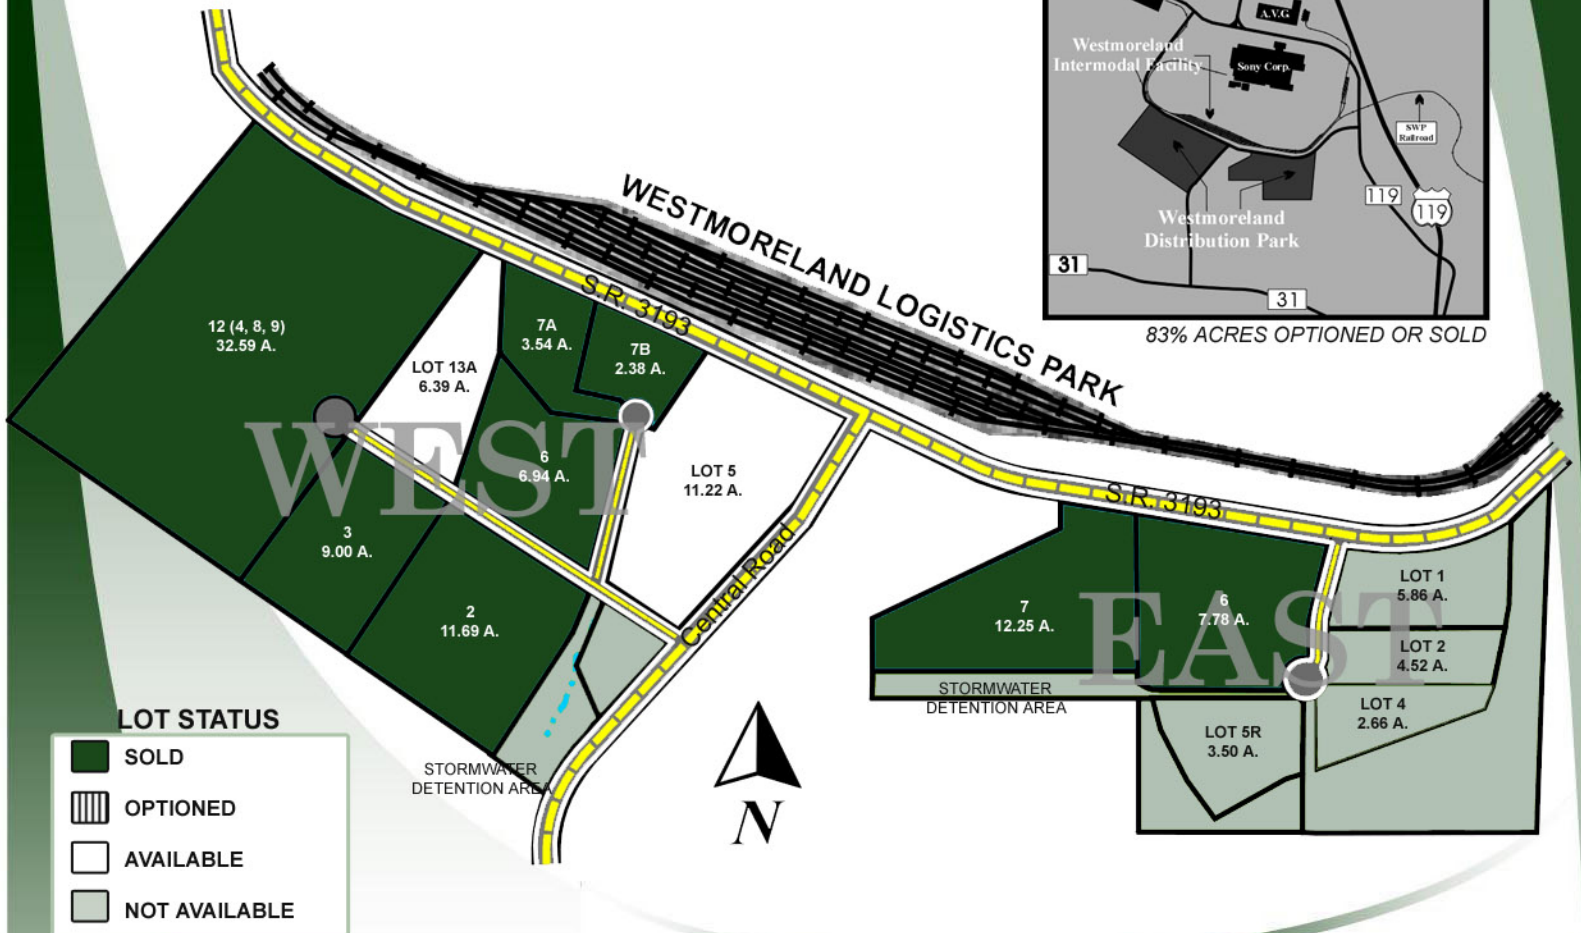 A.V.G.
Westmoreland
Intermodal Facility
Sony Corp.
SWP
Railroad
119
119
Westmoreland
Distribution Park
31
31
83% ACRES OPTIONED OR SOLD
WESTMORELAND LOGISTICS PARK
S.R. 3193
12 (4, 8, 9)
32.59 A.
LOT 13A
6.39 A.
7A
3.54 A.
7B
2.38 A.
WEST
6
6.94 A.
LOT 5
11.22 A.
3
9.00 A.
2
11.69 A.
Central Road
STORMWATER
DETENTION AREA
S.R. 3193
EAST
7
12.25 A.
6
7.78 A.
LOT 1
5.86 A.
LOT 2
4.52 A.
LOT 4
2.66 A.
LOT 5R
3.50 A.
STORMWATER
DETENTION AREA
N
LOT STATUS
SOLD
OPTIONED
AVAILABLE
NOT AVAILABLE